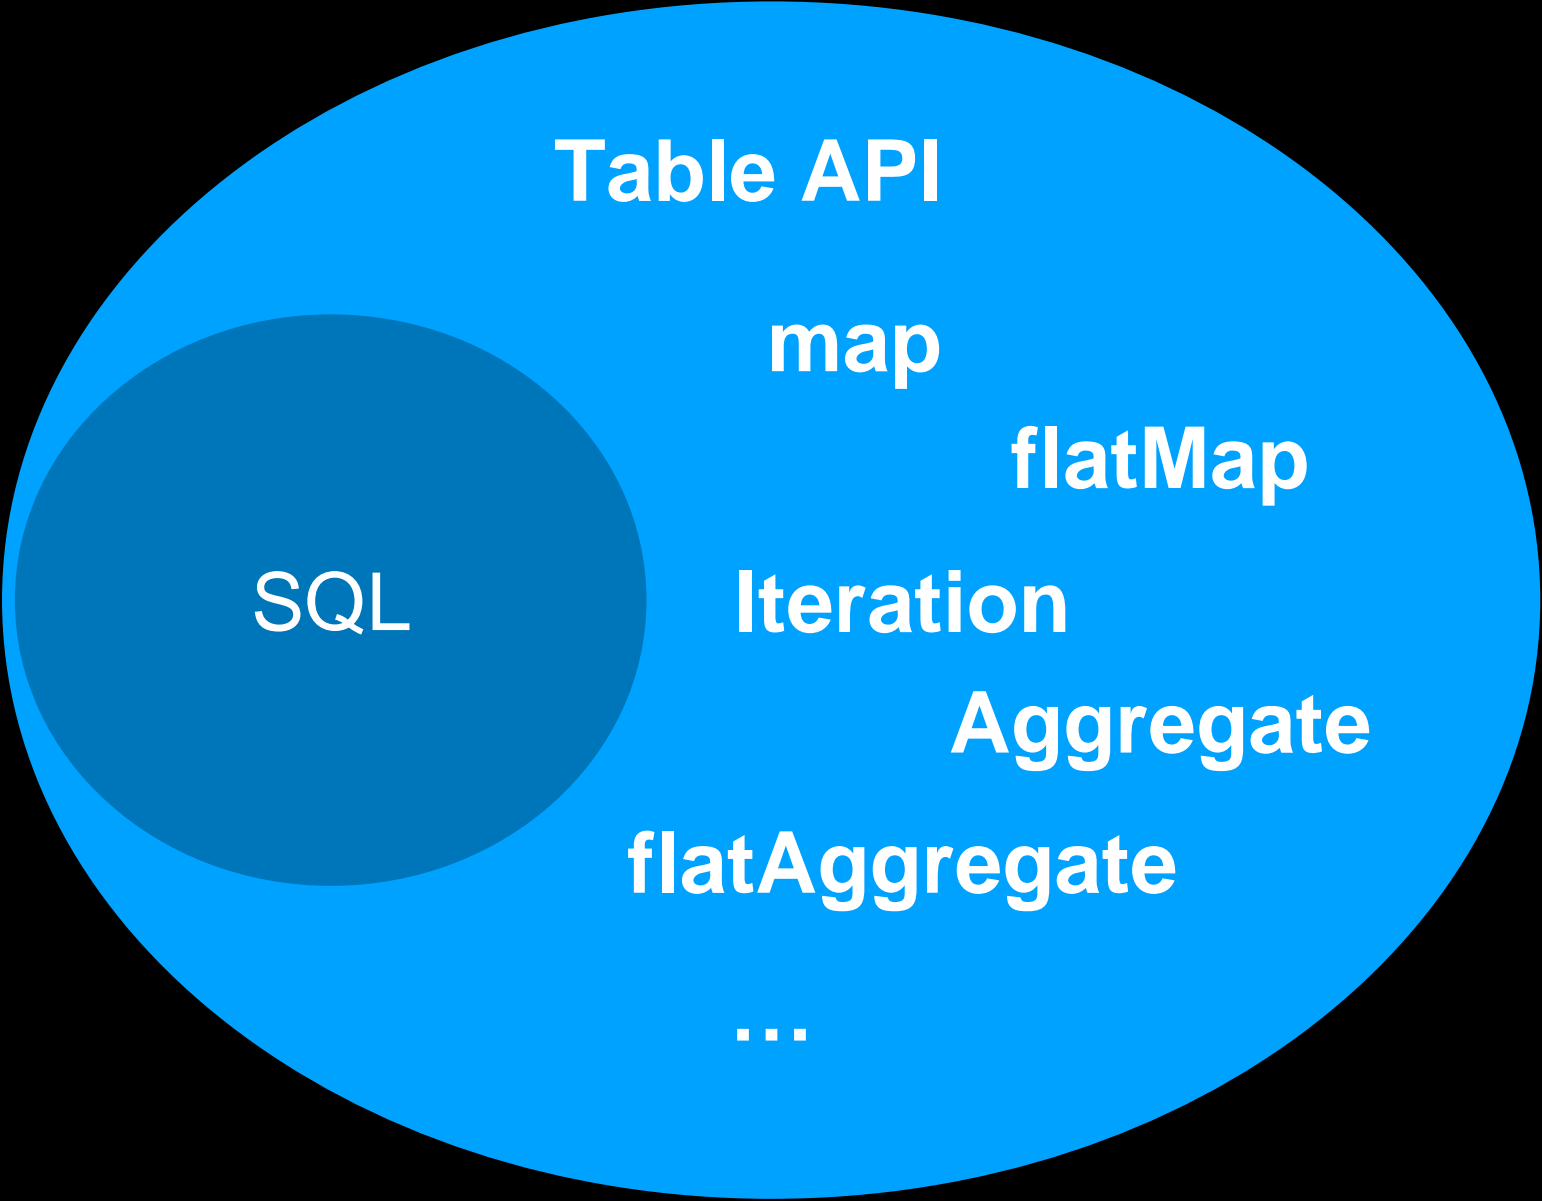 Table API
map
flatMap
SQL
Iteration
Aggregate
flatAggregate
...